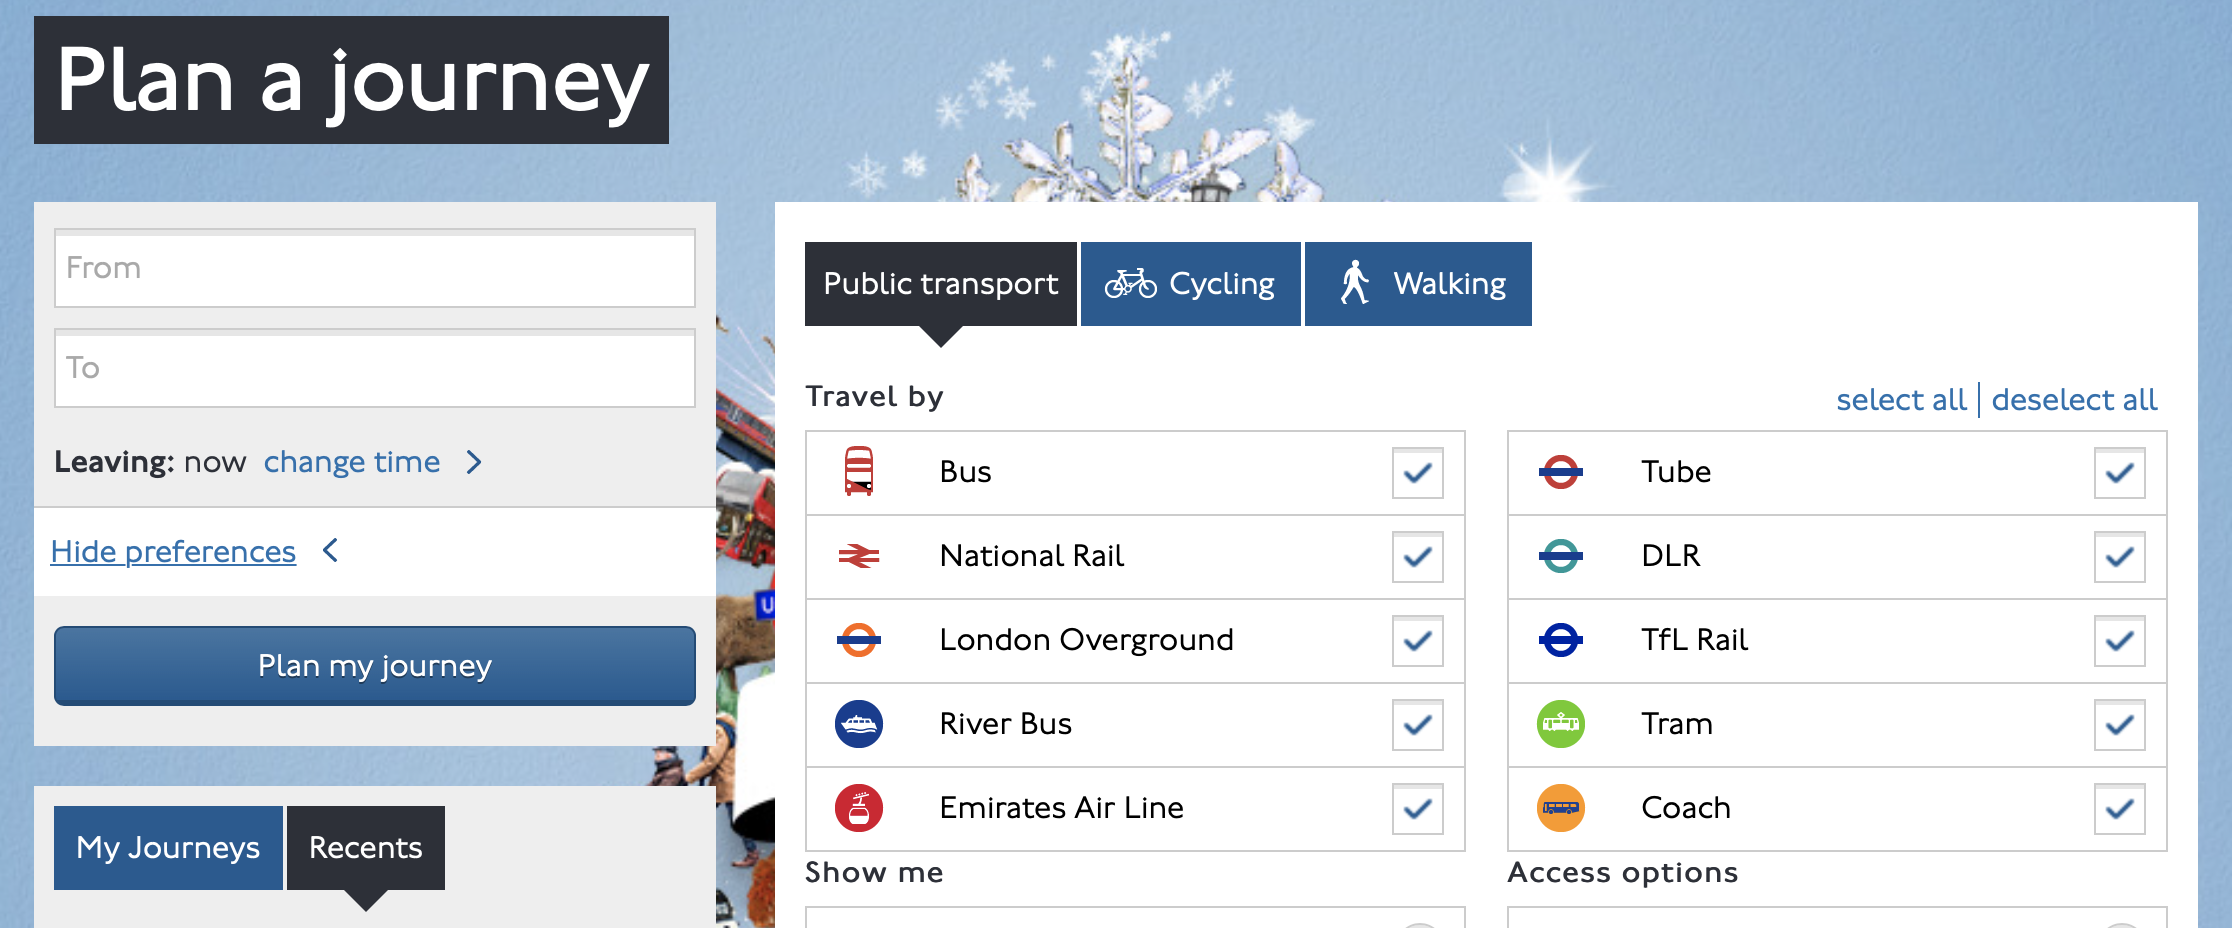 Plan a journey
From
To
Leaving: now change time
Hide preferences
Plan my journey
My Journeys
Recents
Public transport
Cycling
Walking
Travel by
select all
deselect all
Bus
Tube
National Rail
DLR
London Overground
TfL Rail
River Bus
Tram
Emirates Air Line
Coach
Show me
Access options